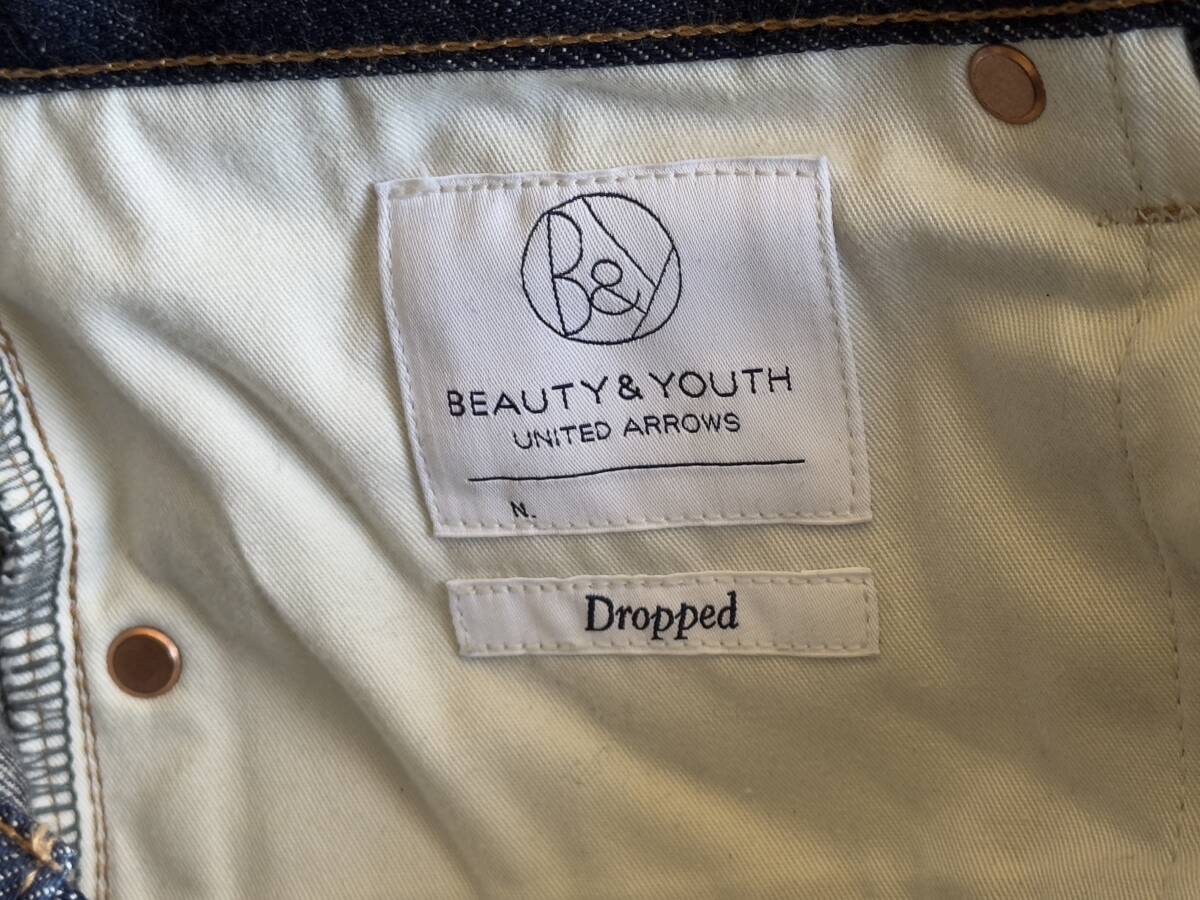 B&Y
BEAUTY & YOUTH
UNITED ARROWS
N.
Dropped